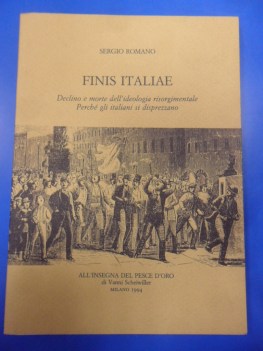 SERGIO ROMANO
FINIS ITALIAE
Declino e morte dell'ideologia risorgimentale
Perché gli italiani si disprezzano
ALL'INSEGNA DEL PESCE D'ORO
di Vanni Scheiwiller
MILANO 1994